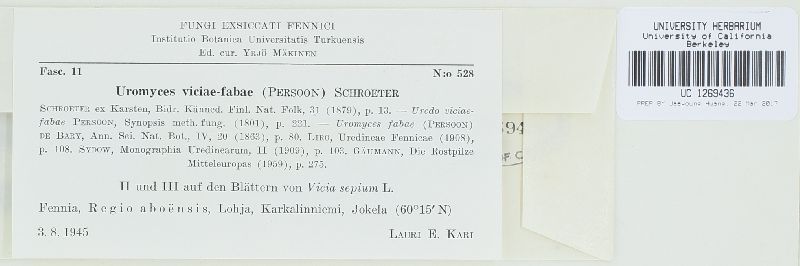 FUNGI EXSICCATI FENNICI
Institutio Botanica Universitatis Turkuensis
Ed. cur. YRJÖ MÄKINEN
Fasc. 11 N:o 528
Uromyces viciae-fabae (PERSOON) SCHROETER
SCHROETER ex Karsten, Bidr. Känned. Finl. Nat. Folk, 31 (1879), p. 13. — Uredo viciae-
fabae PERSOON, Synopsis meth. fung. (1801), p. 221. — Uromyces fabae (PERSOON)
DE BARY, Ann. Sci. Nat. Bot., IV, 20 (1863), p. 80. LIRO, Uredineae Fennicae (1908),
p. 108. SYDOW, Monographia Uredinearum, II (1909), p. 103. GÄUMANN, Die Rostpilze
Mitteleuropas (1959), p. 275.
II und III auf den Blättern von Vicia sepium L.
Fennia, Regio aboënsis, Lohja, Karkalinniemi, Jokela (60°15′ N)
3. 8. 1945 LAURI E. KARI
94
OF C
UNIVERSITY HERBARIUM
University of California
Berkeley
UC 1269436
PREP BY Jaeyoung Huang, 22 Mar 2017